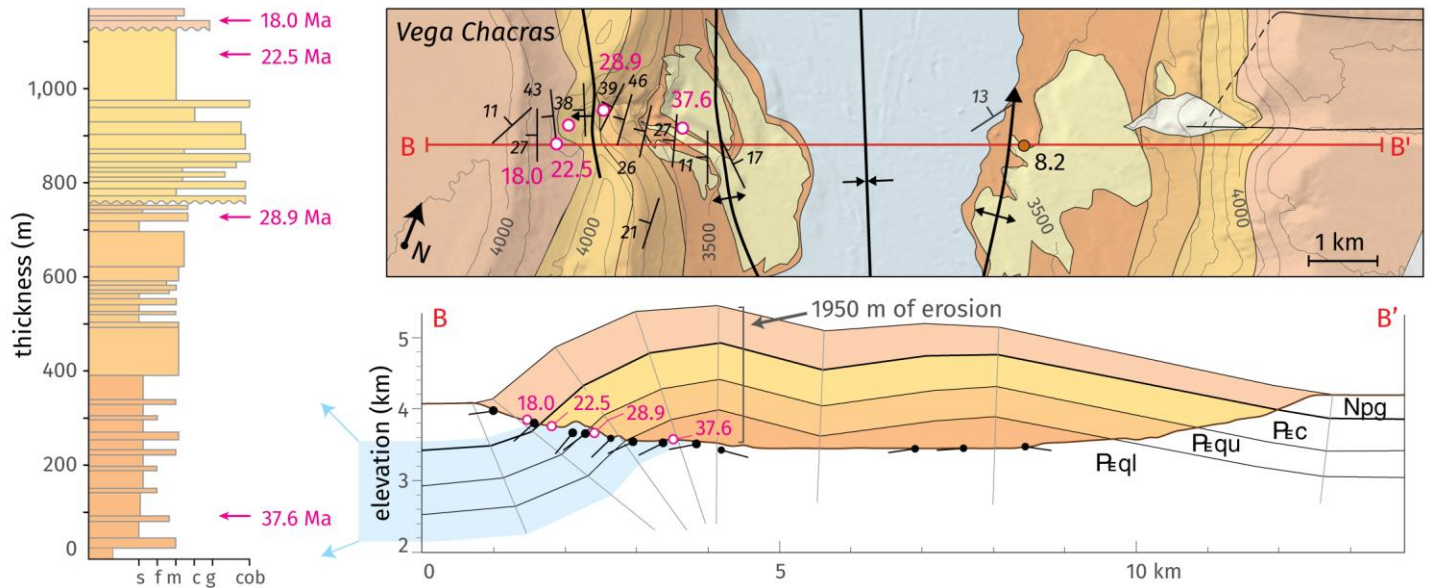 18.0 Ma
22.5 Ma
1,000
800
28.9 Ma
600
400
200
37.6 Ma
0
thickness (m)
s f m c g cob
Vega Chacras
28.9
43
39
46
11
38
37.6
13
B
27
27
B'
22.5
11
17
8.2
18.0
26
4000
4000
21
3500
3500
4000
N
1 km
B
1950 m of erosion
B’
5
elevation (km)
4
18.0
22.5
28.9
37.6
Npg
P̶Ec
P̶Equ
P̶Eql
3
2
0
5
10 km